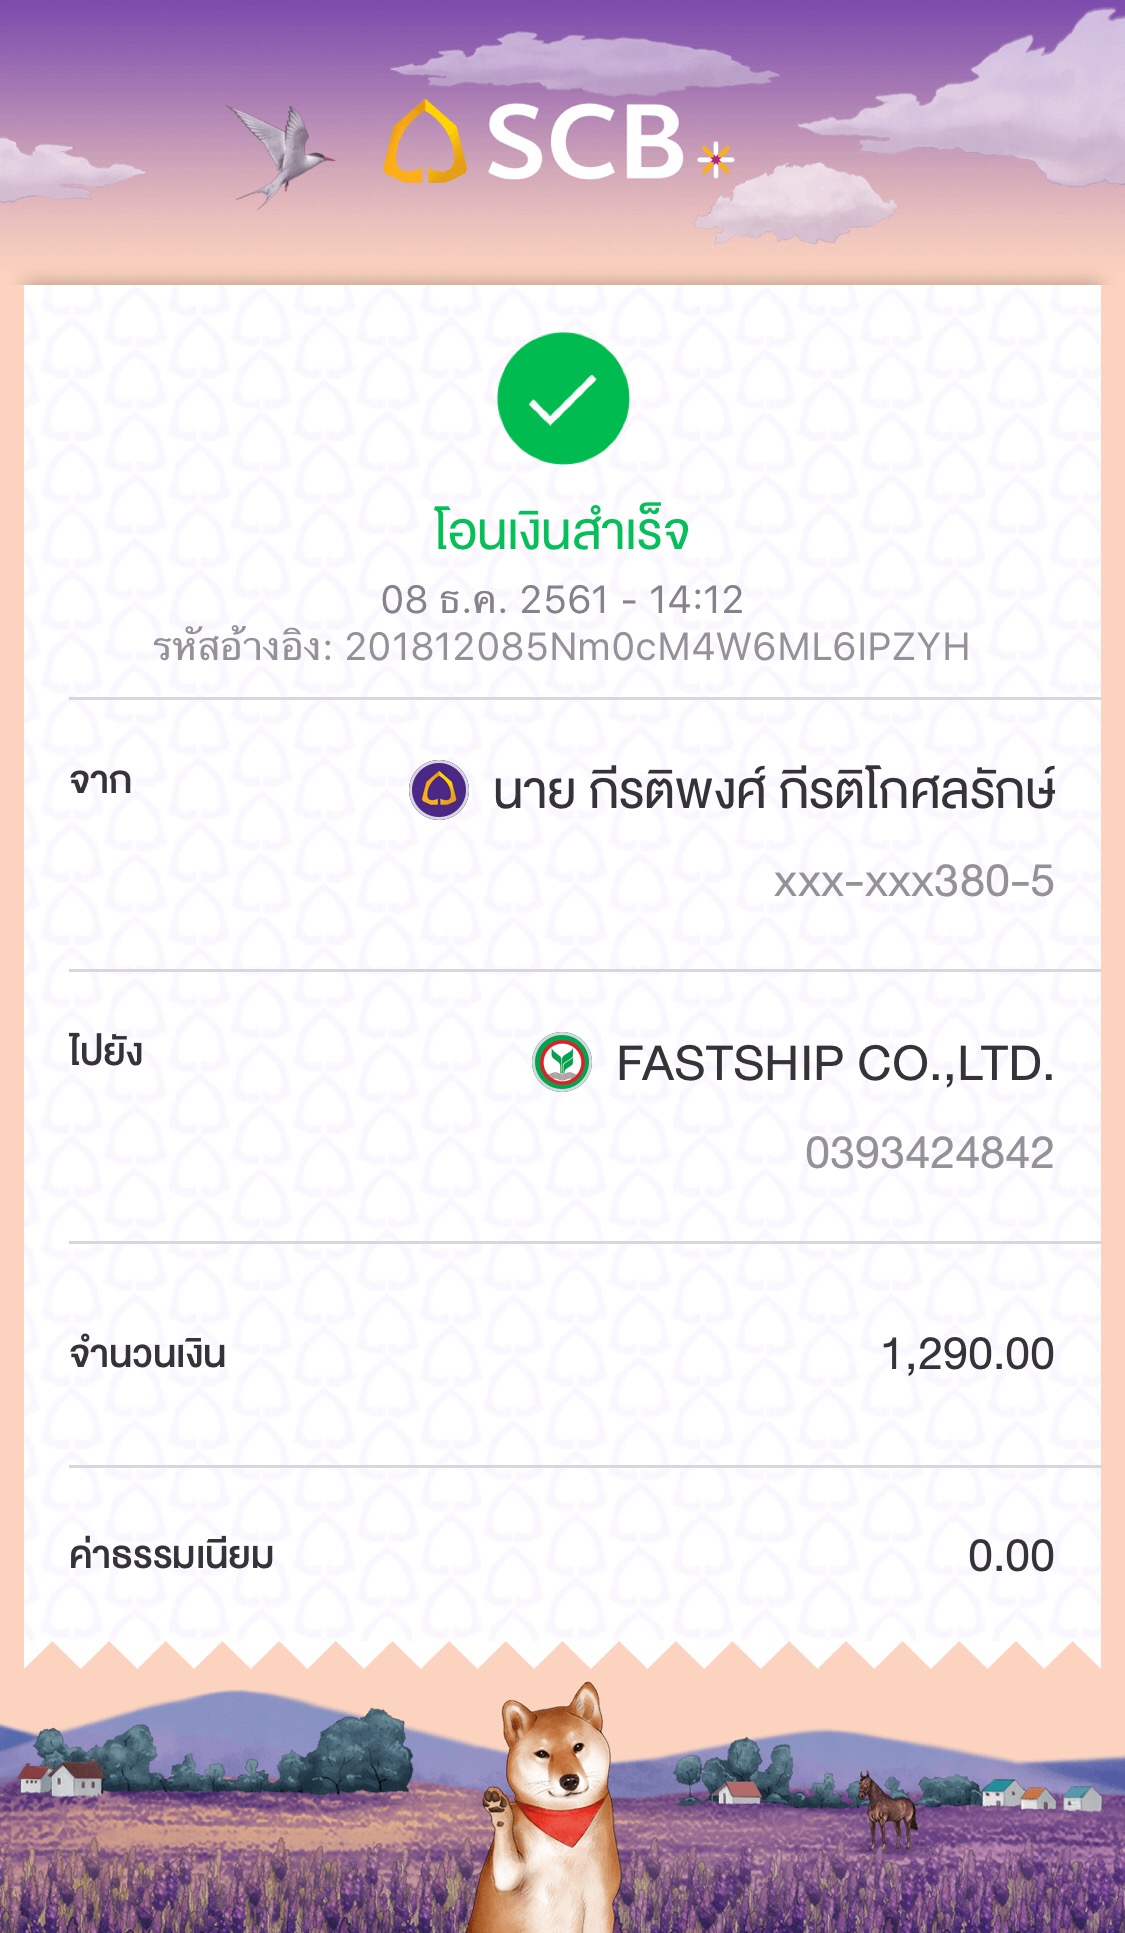 SCB
โอนเงินสำเร็จ
08 ธ.ค. 2561 - 14:12
รหัสอ้างอิง: 201812085Nm0cM4W6ML6IPZYH
จาก
นาย กีรติพงศ์ กีรติโกศลรักษ์
xxx-xxx380-5
ไปยัง
FASTSHIP CO.,LTD.
0393424842
จำนวนเงิน
1,290.00
ค่าธรรมเนียม
0.00